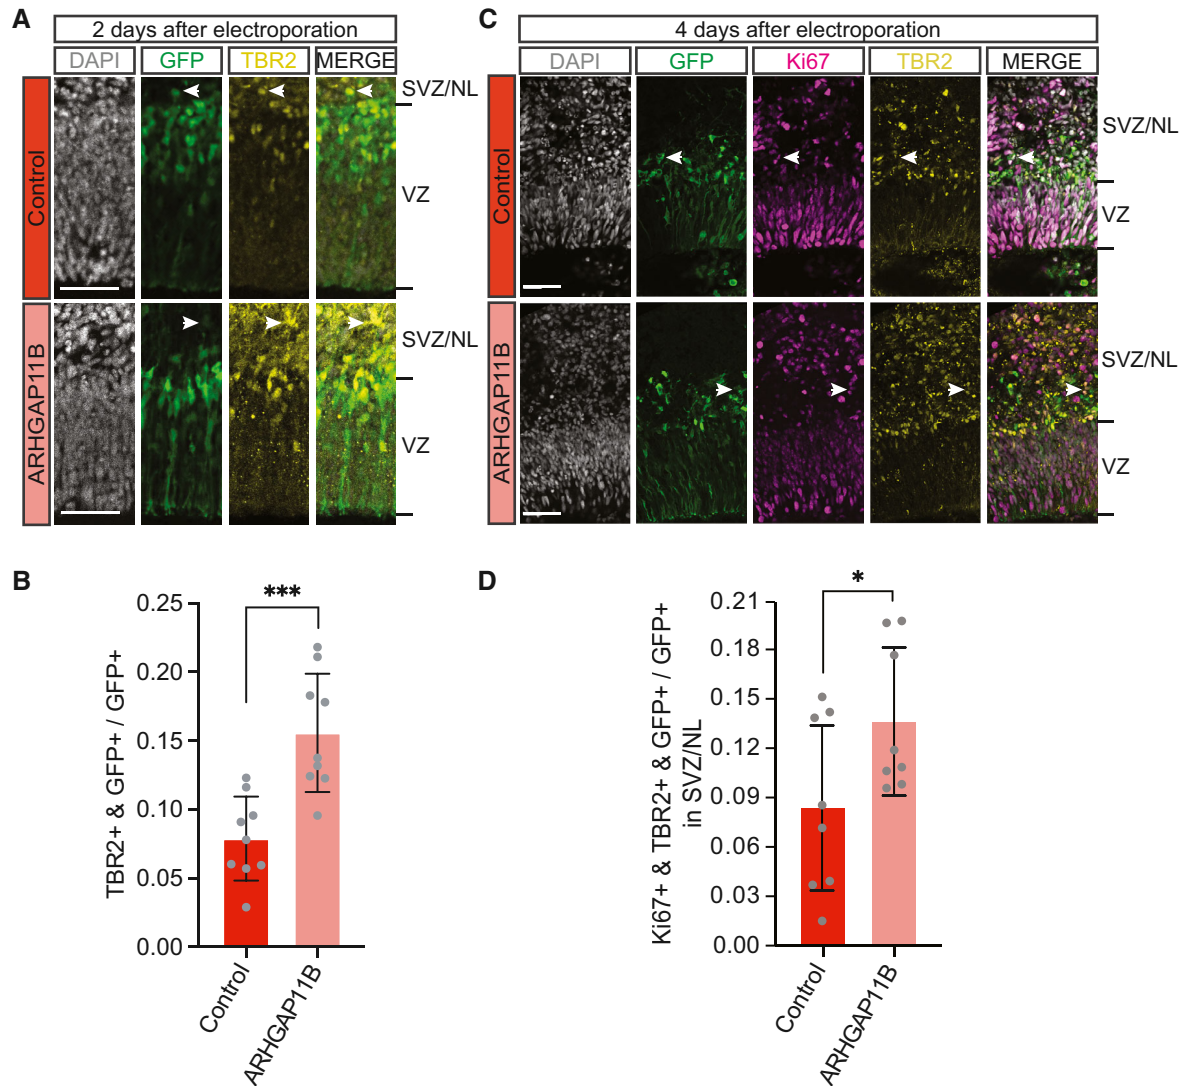 A
2 days after electroporation
DAPI GFP TBR2 MERGE
Control
SVZ/NL
VZ
ARHGAP11B
SVZ/NL
VZ
C
4 days after electroporation
DAPI GFP Ki67 TBR2 MERGE
Control
SVZ/NL
VZ
ARHGAP11B
SVZ/NL
VZ
B
TBR2+ & GFP+ / GFP+
0.25
0.20
0.15
0.10
0.05
0.00
***
Control
ARHGAP11B
D
Ki67+ & TBR2+ & GFP+ / GFP+
in SVZ/NL
0.21
0.18
0.15
0.12
0.09
0.06
0.03
0.00
*
Control
ARHGAP11B